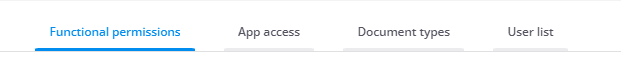 Functional permissions App access Document types User list